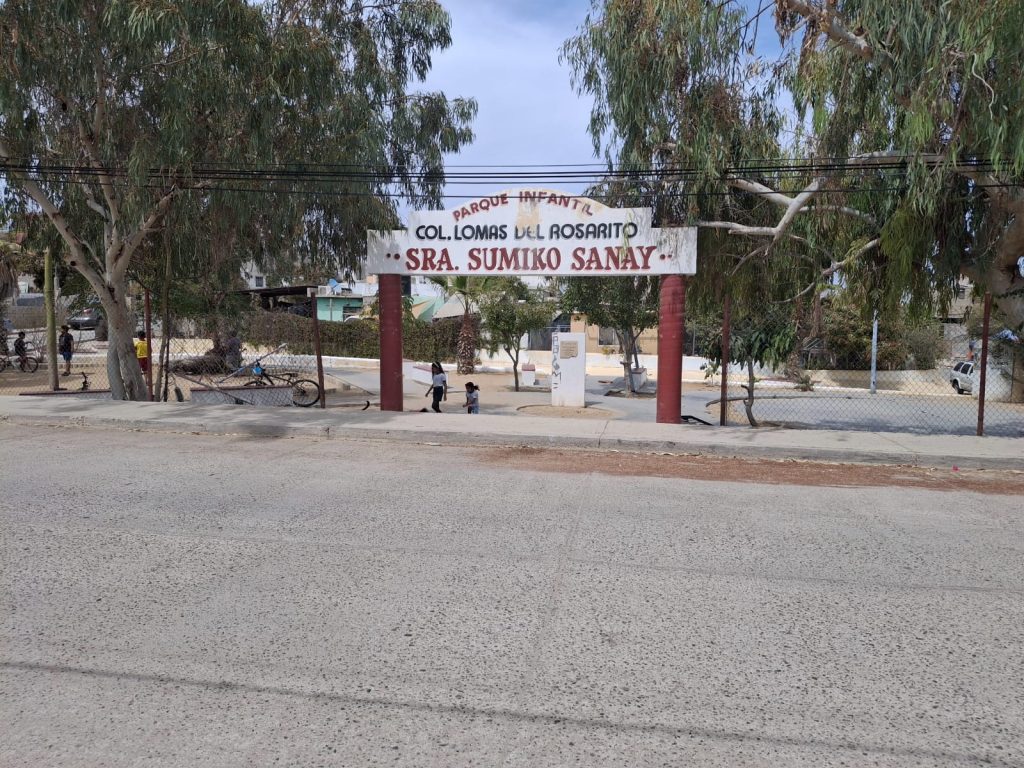 PARQUE INFANTIL
COL. LOMAS DEL ROSARITO
•• SRA. SUMIKO SANAY ••